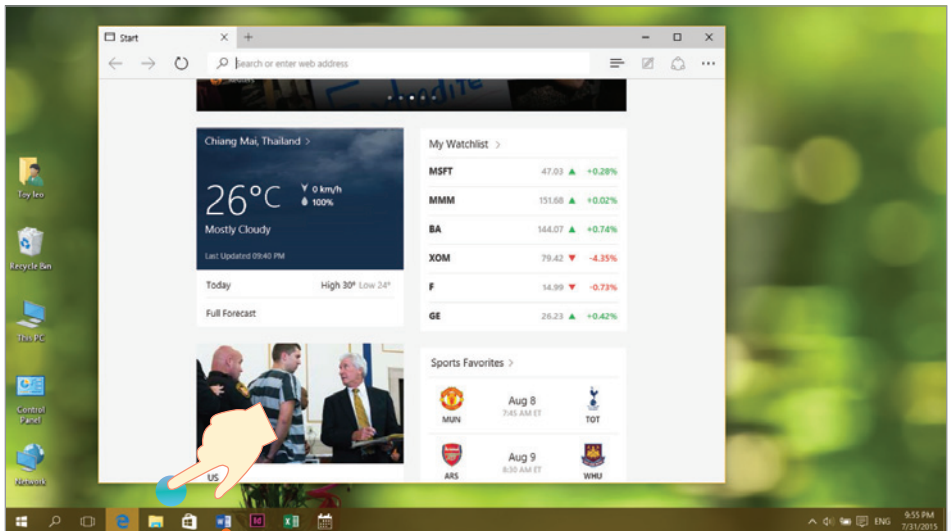 Start
Search or enter web address
Chiang Mai, Thailand >
26°C
0 km/h
100%
Mostly Cloudy
Last Updated 09:40 PM
Today High 30° Low 24°
Full Forecast
US
My Watchlist >
MSFT 47.03 ▲ +0.28%
MMM 151.68 ▲ +0.02%
BA 144.07 ▲ +0.74%
XOM 79.42 ▼ -4.35%
F 14.99 ▼ -0.73%
GE 26.23 ▲ +0.42%
Sports Favorites >
Aug 8
7:45 AM ET
MUN TOT
Aug 9
8:30 AM ET
ARS WHU
Toy Ieo
Recycle Bin
This PC
Control
Panel
Network
ENG
9:55 PM
7/31/2015